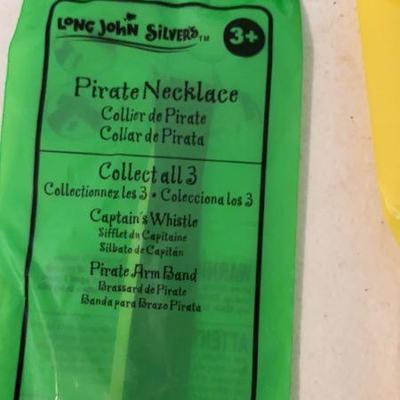 LONG JOHN SILVER'S™ 3+
Pirate Necklace
Collier de Pirate
Collar de Pirata
Collect all 3
Collectionnez les 3 • Colecciona los 3
Captain's Whistle
Sifflet du Capitaine
Silbato de Capitán
Pirate Arm Band
Brassard de Pirate
Banda para Brazo Pirata